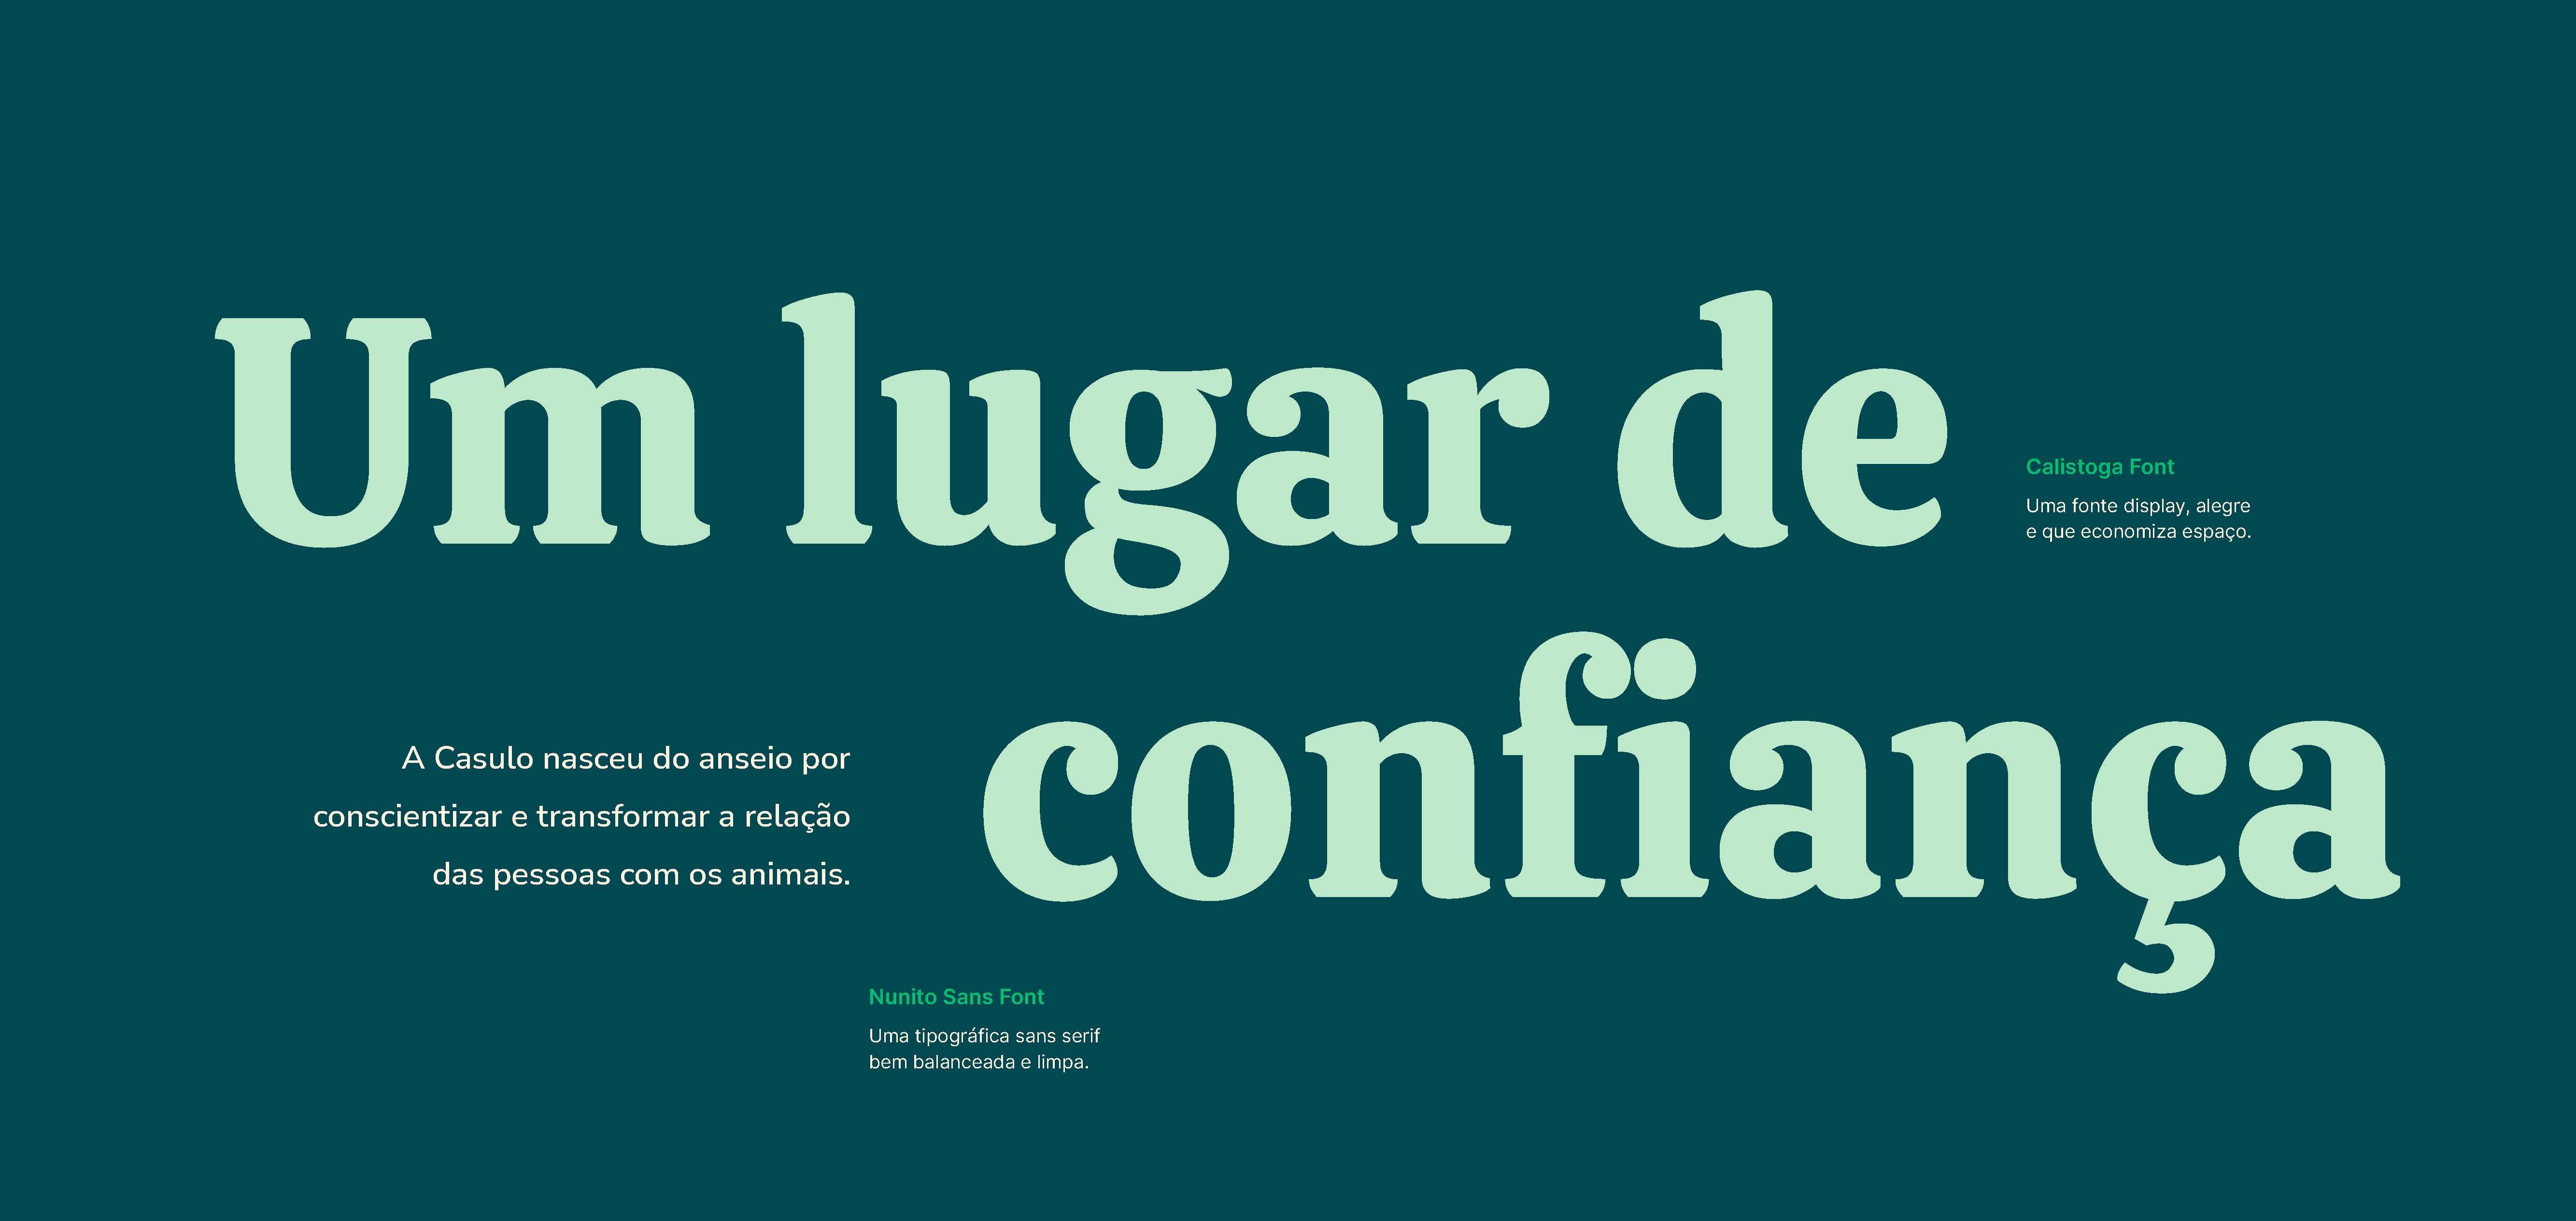 Um lugar de
Calistoga Font
Uma fonte display, alegre
e que economiza espaço.
confiança
A Casulo nasceu do anseio por
conscientizar e transformar a relação
das pessoas com os animais.
Nunito Sans Font
Uma tipográfica sans serif
bem balanceada e limpa.